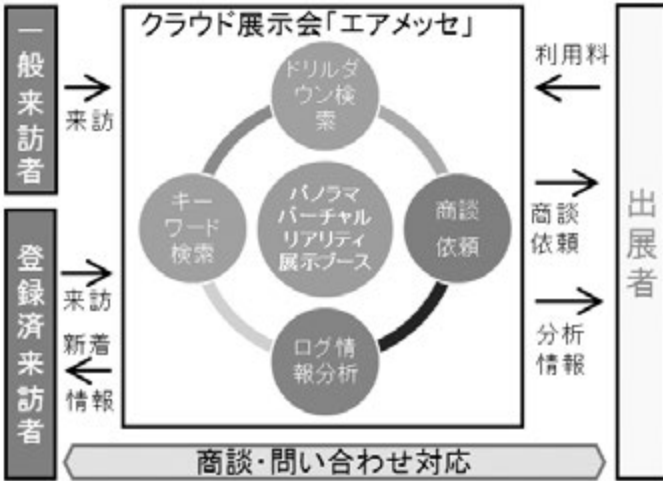 クラウド展示会「エアメッセ」
一般来訪者
来訪
登録済来訪者
来訪
新着
情報
ドリルダ
ウン検
索
キー
ワード
検索
パノラマ
バーチャル
リアリティ
展示ブース
商談
依頼
ログ情
報分析
利用料
商談
依頼
分析
情報
出展者
商談・問い合わせ対応